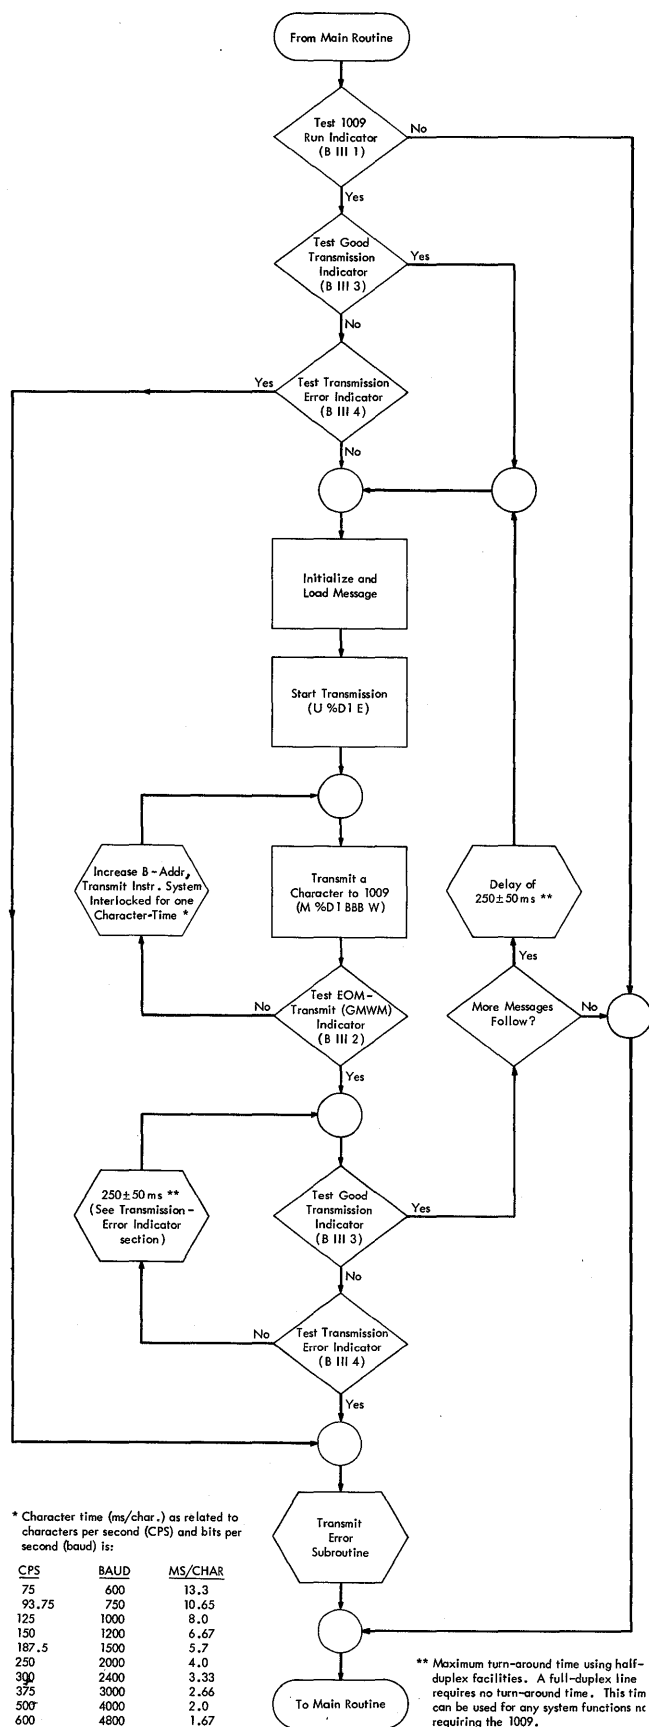 From Main Routine
Test 1009
Run Indicator
(B III 1)
No
Yes
Test Good
Transmission
Indicator
(B III 3)
Yes
No
Test Transmission
Error Indicator
(B III 4)
Yes
No
Initialize and
Load Message
Start Transmission
(U %D1 E)
Increase B-Addr,
Transmit Instr. System
Interlocked for one
Character-Time *
Transmit a
Character to 1009
(M %D1 BBB W)
Delay of
250±50 ms **
Yes
No
Test EOM-
Transmit (GMWM)
Indicator
(B III 2)
Yes
More Messages
Follow?
No
250±50 ms **
(See Transmission-
Error Indicator
section)
Test Good
Transmission
Indicator
(B III 3)
Yes
No
No
Test Transmission
Error Indicator
(B III 4)
Yes
Transmit
Error
Subroutine
To Main Routine
* Character time (ms/char.) as related to
characters per second (CPS) and bits per
second (baud) is:
CPS BAUD MS/CHAR
75 600 13.3
93.75 750 10.65
125 1000 8.0
150 1200 6.67
187.5 1500 5.7
250 2000 4.0
300 2400 3.33
375 3000 2.66
500 4000 2.0
600 4800 1.67
** Maximum turn-around time using half-
duplex facilities. A full-duplex line
requires no turn-around time. This tim
can be used for any system functions no
requiring the 1009.